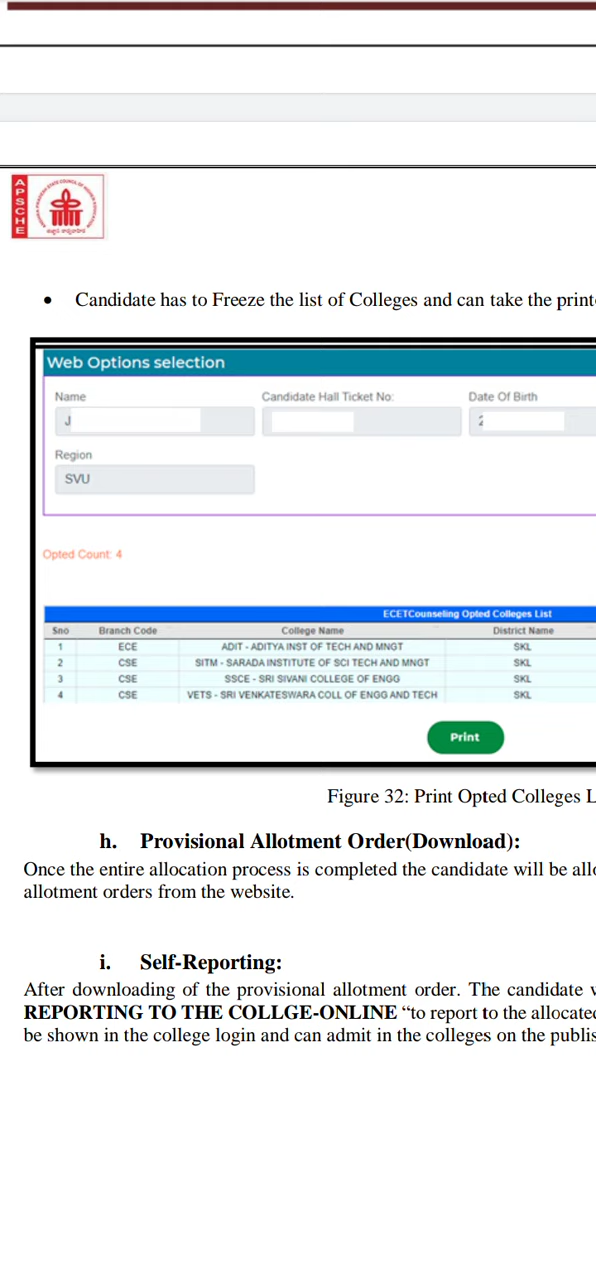 APSCHE
Candidate has to Freeze the list of Colleges and can take the print
Web Options selection
Name Candidate Hall Ticket No: Date Of Birth
J 2
Region
SVU
Opted Count: 4
ECETCounseling Opted Colleges List
Sno Branch Code College Name District Name
1 ECE ADIT - ADITYA INST OF TECH AND MNGT SKL
2 CSE SITM - SARADA INSTITUTE OF SCI TECH AND MNGT SKL
3 CSE SSCE - SRI SIVANI COLLEGE OF ENGG SKL
4 CSE VETS - SRI VENKATESWARA COLL OF ENGG AND TECH SKL
Print
Figure 32: Print Opted Colleges L
h. Provisional Allotment Order(Download):
Once the entire allocation process is completed the candidate will be allo
allotment orders from the website.
i. Self-Reporting:
After downloading of the provisional allotment order. The candidate w
REPORTING TO THE COLLGE-ONLINE “to report to the allocated
be shown in the college login and can admit in the colleges on the publis